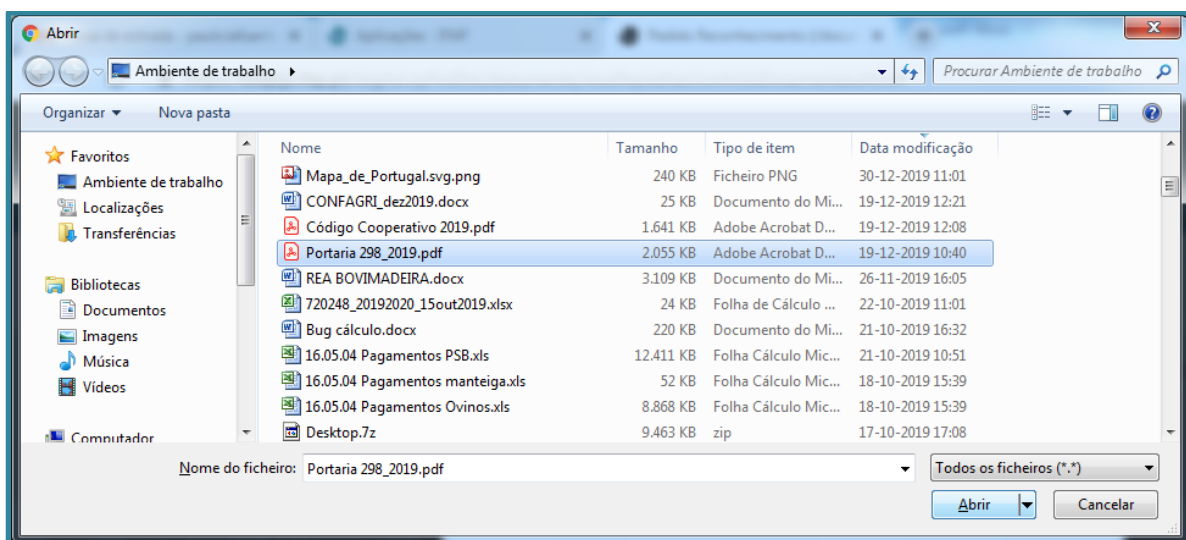 Abrir
Ambiente de trabalho
Procurar Ambiente de trabalho
Organizar Nova pasta
Favoritos
Ambiente de trabalho
Localizações
Transferências
Bibliotecas
Documentos
Imagens
Música
Vídeos
Computador
Nome Tamanho Tipo de item Data modificação
Mapa_de_Portugal.svg.png 240 KB Ficheiro PNG 30-12-2019 11:01
CONFAGRI_dez2019.docx 25 KB Documento do Mi... 19-12-2019 12:21
Código Cooperativo 2019.pdf 1.641 KB Adobe Acrobat D... 19-12-2019 12:08
Portaria 298_2019.pdf 2.055 KB Adobe Acrobat D... 19-12-2019 10:40
REA BOVIMADEIRA.docx 3.109 KB Documento do Mi... 26-11-2019 16:05
720248_20192020_15out2019.xlsx 24 KB Folha de Cálculo ... 22-10-2019 11:01
Bug cálculo.docx 220 KB Documento do Mi... 21-10-2019 16:32
16.05.04 Pagamentos PSB.xls 12.411 KB Folha Cálculo Mic... 21-10-2019 10:51
16.05.04 Pagamentos manteiga.xls 52 KB Folha Cálculo Mic... 18-10-2019 15:39
16.05.04 Pagamentos Ovinos.xls 8.868 KB Folha Cálculo Mic... 18-10-2019 15:39
Desktop.7z 9.463 KB zip 17-10-2019 17:08
Nome do ficheiro: Portaria 298_2019.pdf Todos os ficheiros (*.*)
Abrir Cancelar